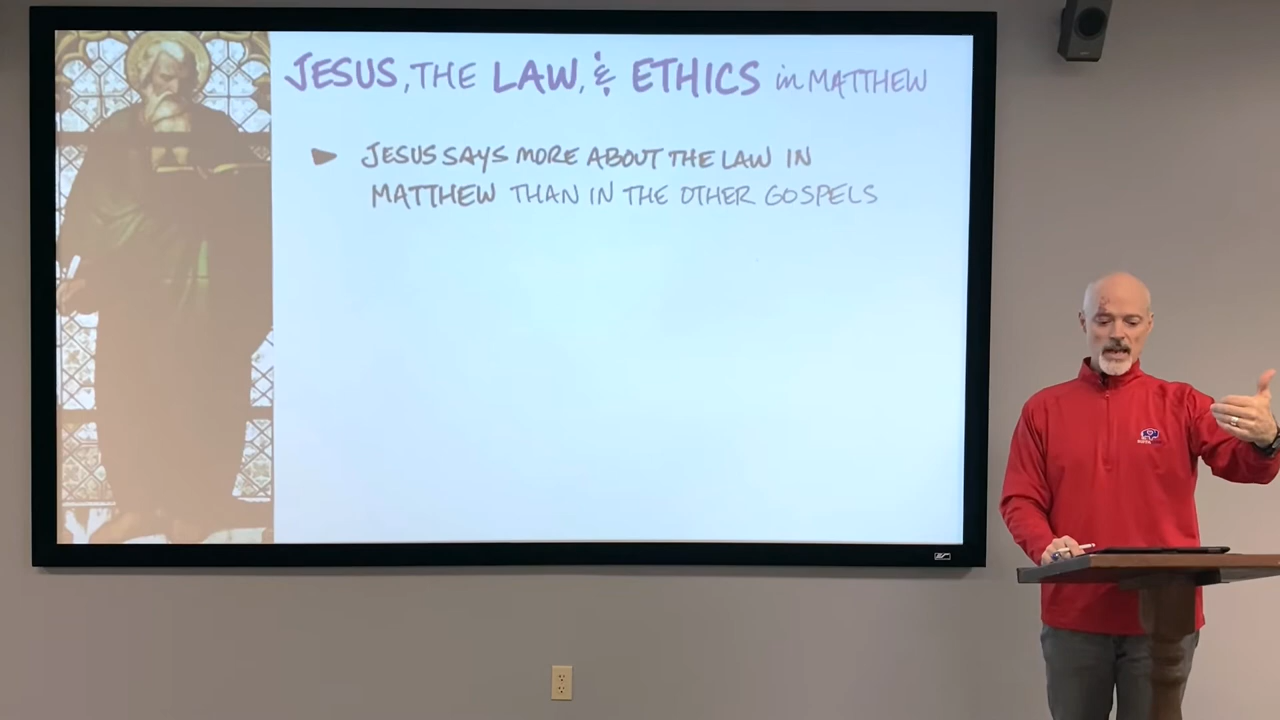 JESUS, THE LAW, & ETHICS in MATTHEW
► JESUS SAYS MORE ABOUT THE LAW IN
MATTHEW THAN IN THE OTHER GOSPELS